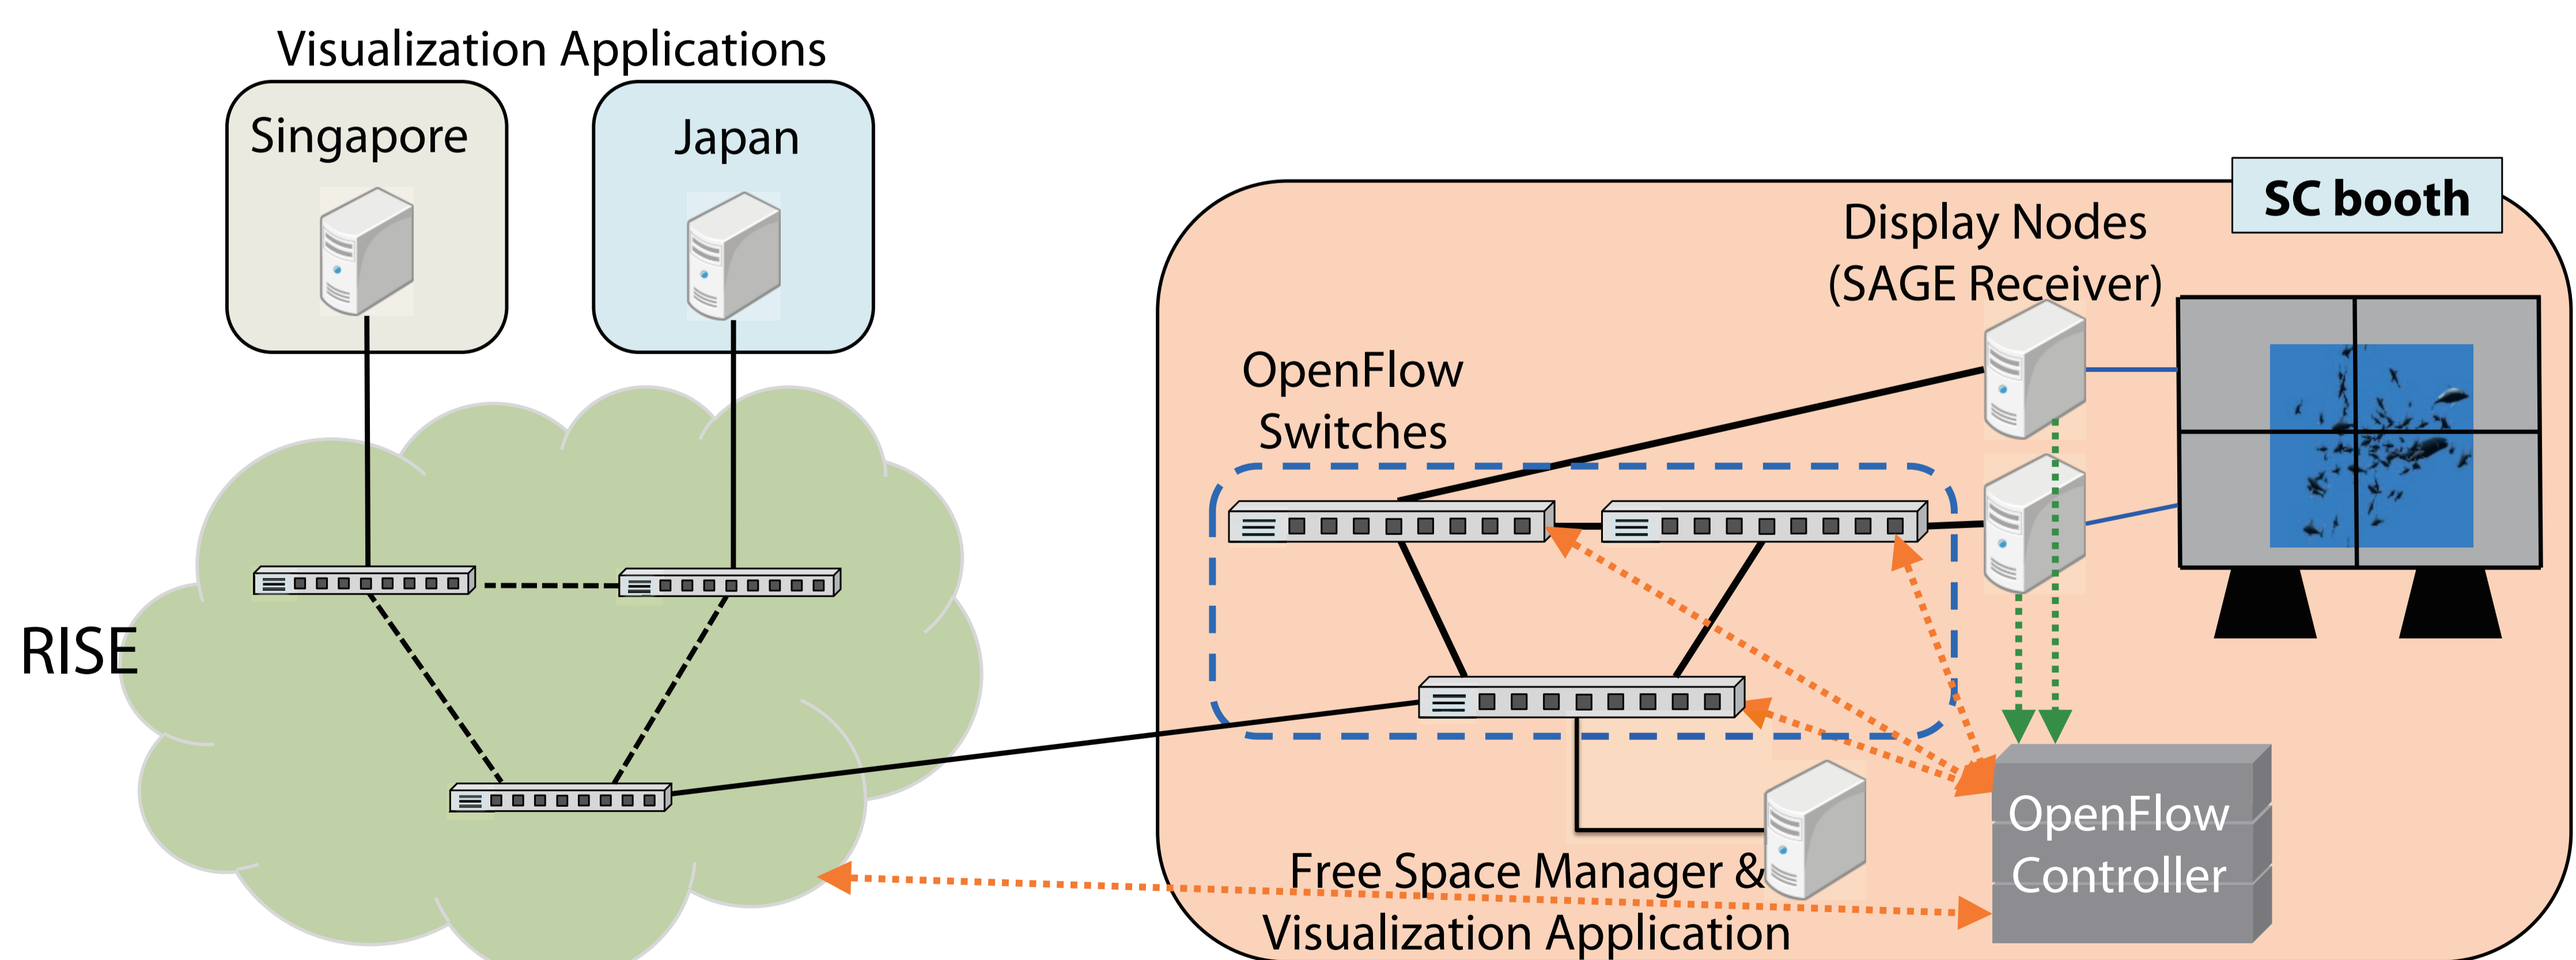 Visualization Applications
Singapore
Japan
SC booth
Display Nodes
(SAGE Receiver)
OpenFlow
Switches
RISE
OpenFlow
Controller
Free Space Manager &
Visualization Application